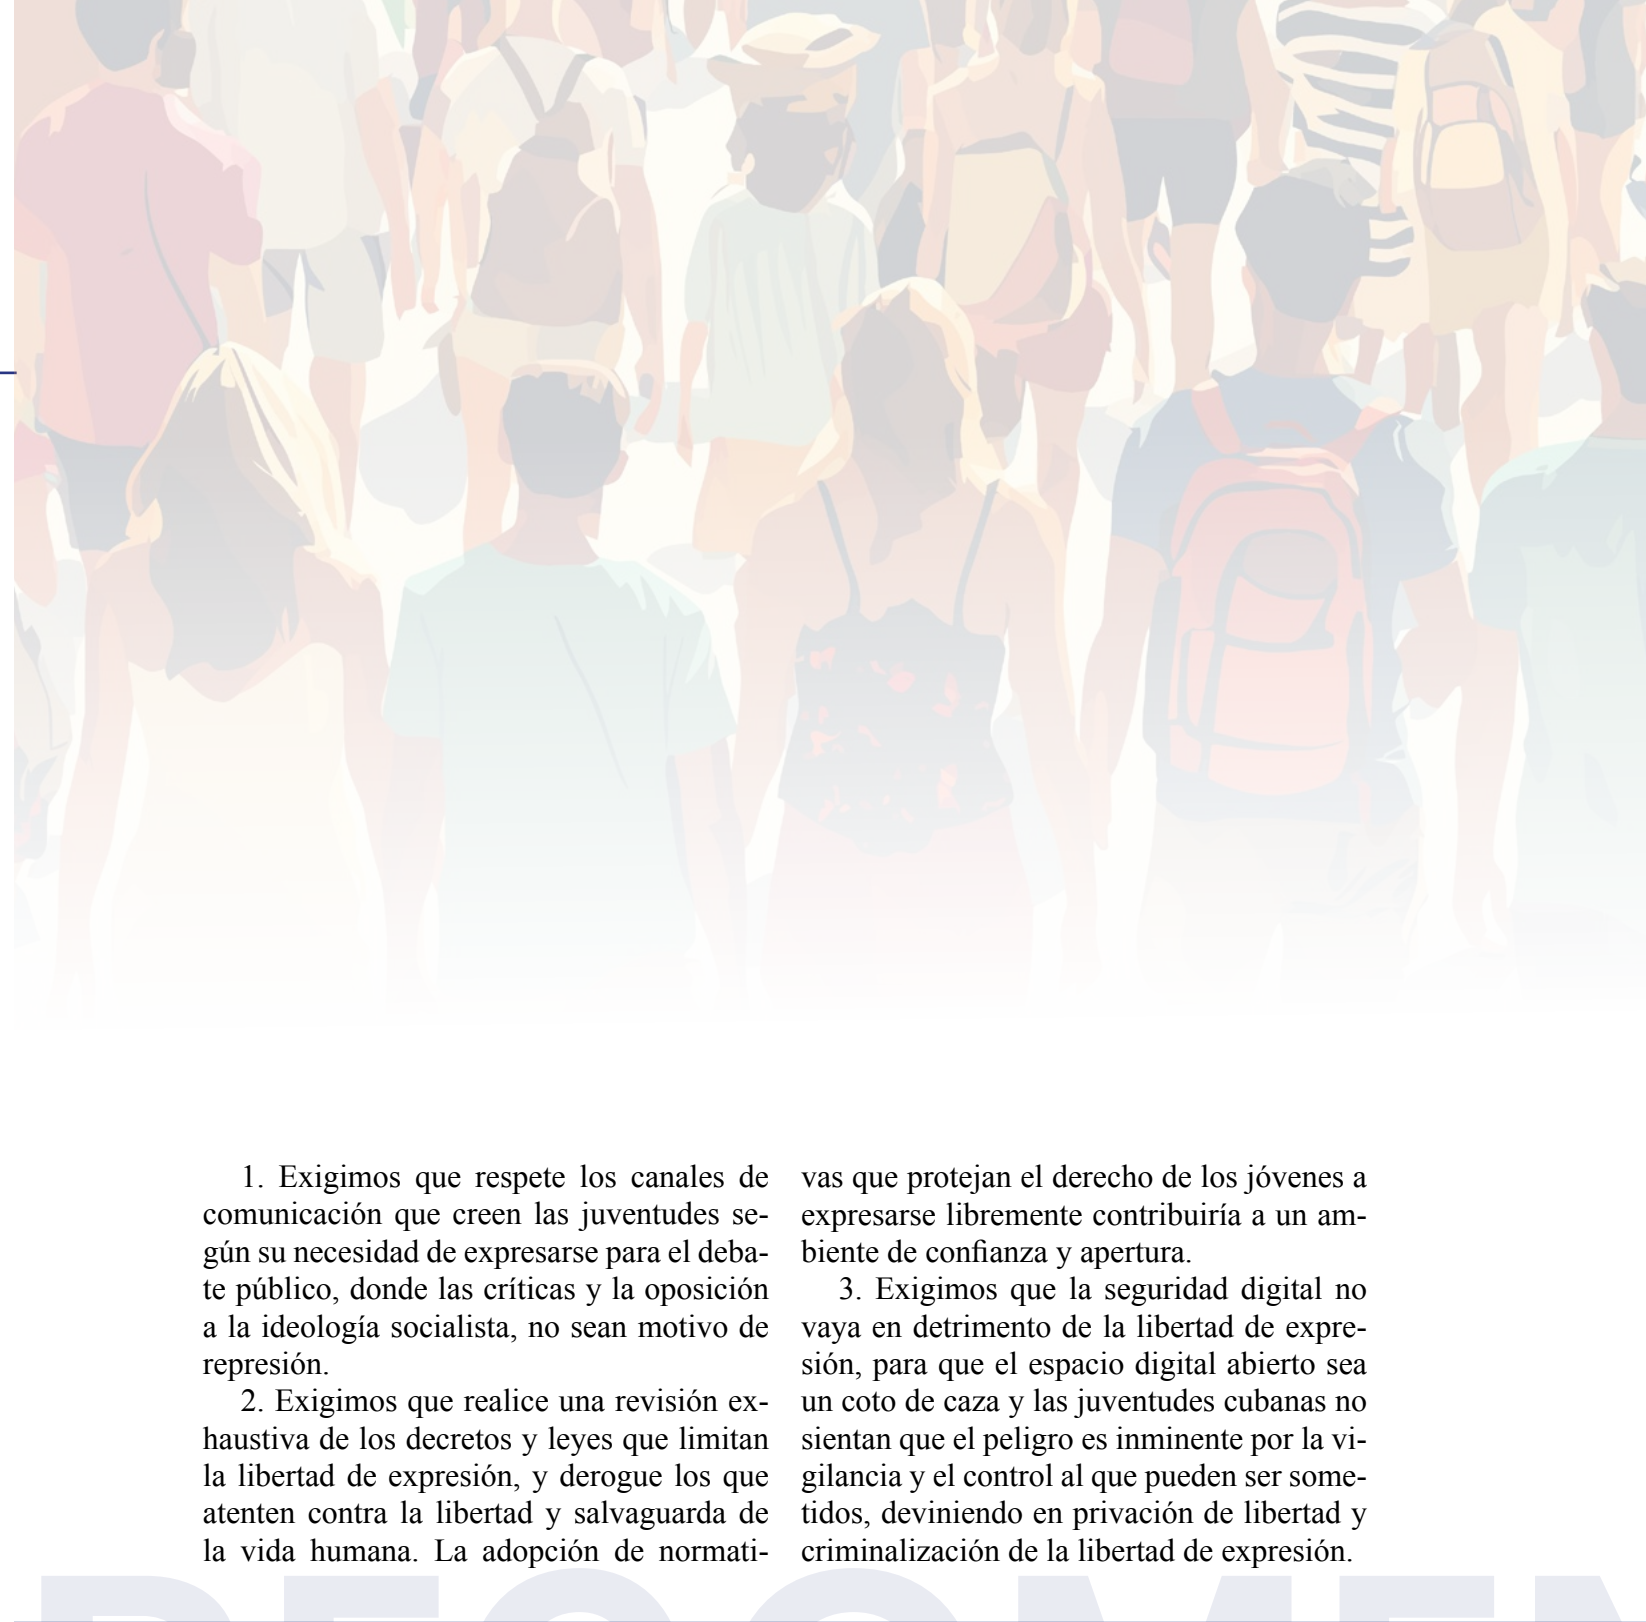 1. Exigimos que respete los canales de
comunicación que creen las juventudes se-
gún su necesidad de expresarse para el deba-
te público, donde las críticas y la oposición
a la ideología socialista, no sean motivo de
represión.
2. Exigimos que realice una revisión ex-
haustiva de los decretos y leyes que limitan
la libertad de expresión, y derogue los que
atenten contra la libertad y salvaguarda de
la vida humana. La adopción de normati-
vas que protejan el derecho de los jóvenes a
expresarse libremente contribuiría a un am-
biente de confianza y apertura.
3. Exigimos que la seguridad digital no
vaya en detrimento de la libertad de expre-
sión, para que el espacio digital abierto sea
un coto de caza y las juventudes cubanas no
sientan que el peligro es inminente por la vi-
gilancia y el control al que pueden ser some-
tidos, deviniendo en privación de libertad y
criminalización de la libertad de expresión.